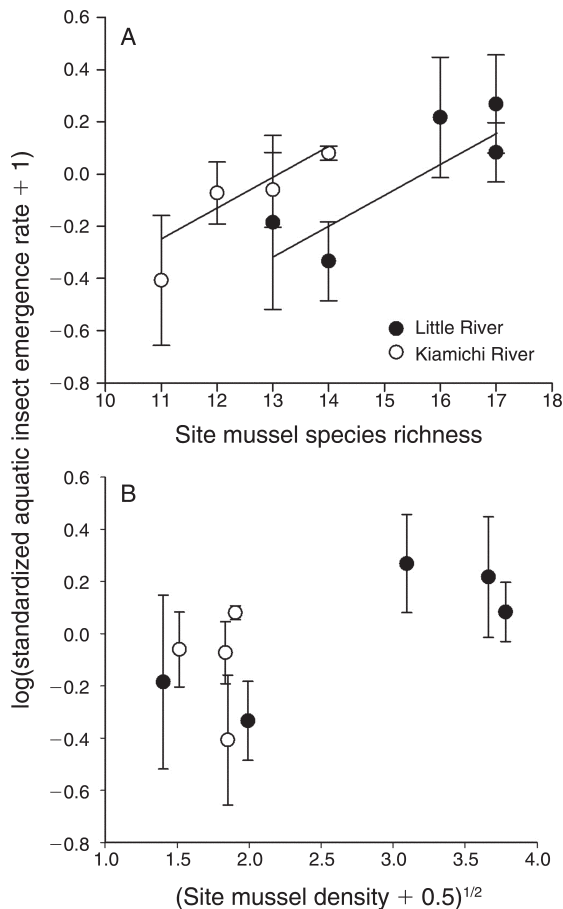 log(standardized aquatic insect emergence rate + 1)
A
0.6
0.4
0.2
0.0
−0.2
−0.4
−0.6
−0.8
10 11 12 13 14 15 16 17 18
Little River
Kiamichi River
Site mussel species richness
B
0.6
0.4
0.2
0.0
−0.2
−0.4
−0.6
−0.8
1.0 1.5 2.0 2.5 3.0 3.5 4.0
(Site mussel density + 0.5)1/2